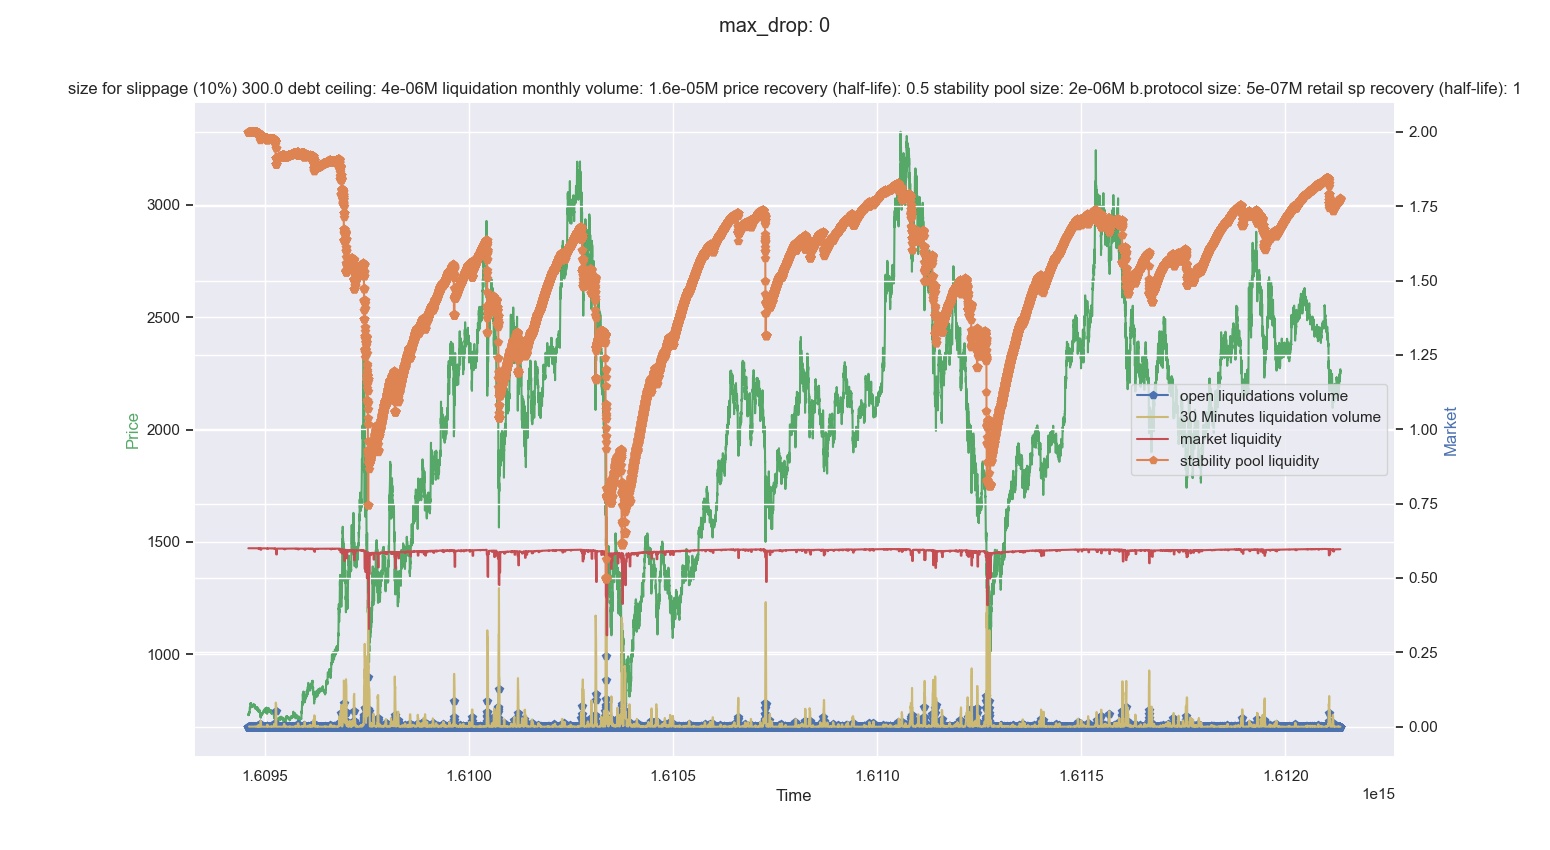 max_drop: 0
size for slippage (10%) 300.0 debt ceiling: 4e-06M liquidation monthly volume: 1.6e-05M price recovery (half-life): 0.5 stability pool size: 2e-06M b.protocol size: 5e-07M retail sp recovery (half-life): 1
3000
2500
2000
1500
1000
Price
2.00
1.75
1.50
1.25
1.00
0.75
0.50
0.25
0.00
Market
open liquidations volume
30 Minutes liquidation volume
market liquidity
stability pool liquidity
1.6095 1.6100 1.6105 1.6110 1.6115 1.6120
Time
1e15